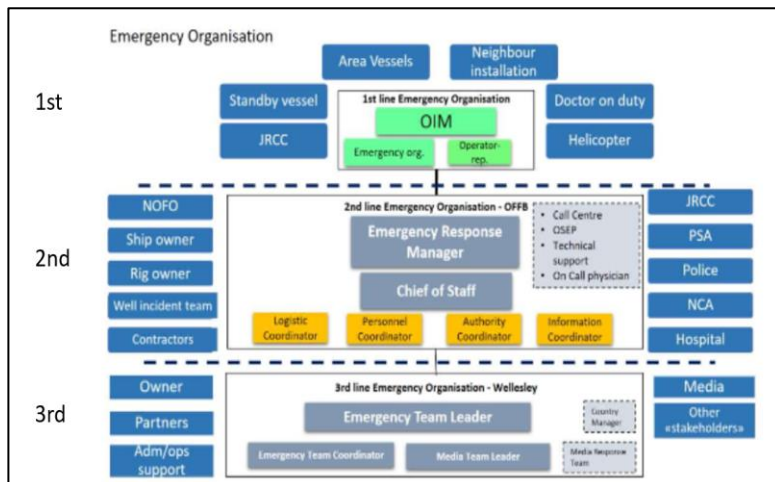 Emergency Organisation
Area Vessels
Neighbour
installation
1st
Standby vessel
1st line Emergency Organisation
Doctor on duty
OIM
JRCC
Helicopter
Emergency org.
Operator-
rep.
NOFO
2nd line Emergency Organisation - OFFB
JRCC
Emergency Response
Manager
• Call Centre
• OSEP
• Technical
support
• On Call physician
Ship owner
PSA
2nd
Rig owner
Chief of Staff
Police
Well incident team
NCA
Logistic
Coordinator
Personnel
Coordinator
Authority
Coordinator
Information
Coordinator
Contractors
Hospital
Owner
3rd line Emergency Organisation - Wellesley
Media
3rd
Partners
Emergency Team Leader
Country
Manager
Other
«stakeholders»
Adm/ops
support
Emergency Team Coordinator
Media Team Leader
Media Response
Team